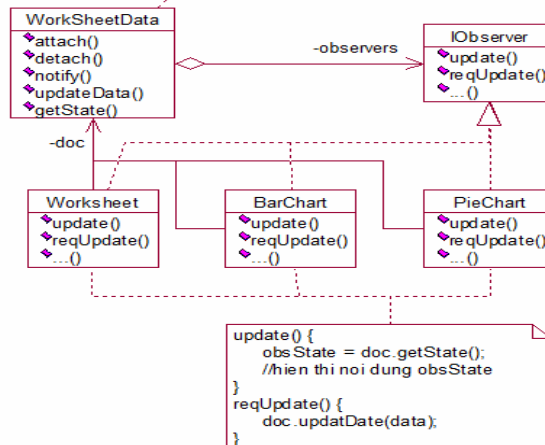 WorkSheetData
attach()
detach()
notify()
updateData()
getState()
-observers
IObserver
update()
reqUpdate()
...()
-doc
Worksheet
update()
reqUpdate()
...()
BarChart
update()
reqUpdate()
...()
PieChart
update()
reqUpdate()
...()
update() {
obsState = doc.getState();
//hien thi noi dung obsState
}
reqUpdate() {
doc.updatDate(data);
}